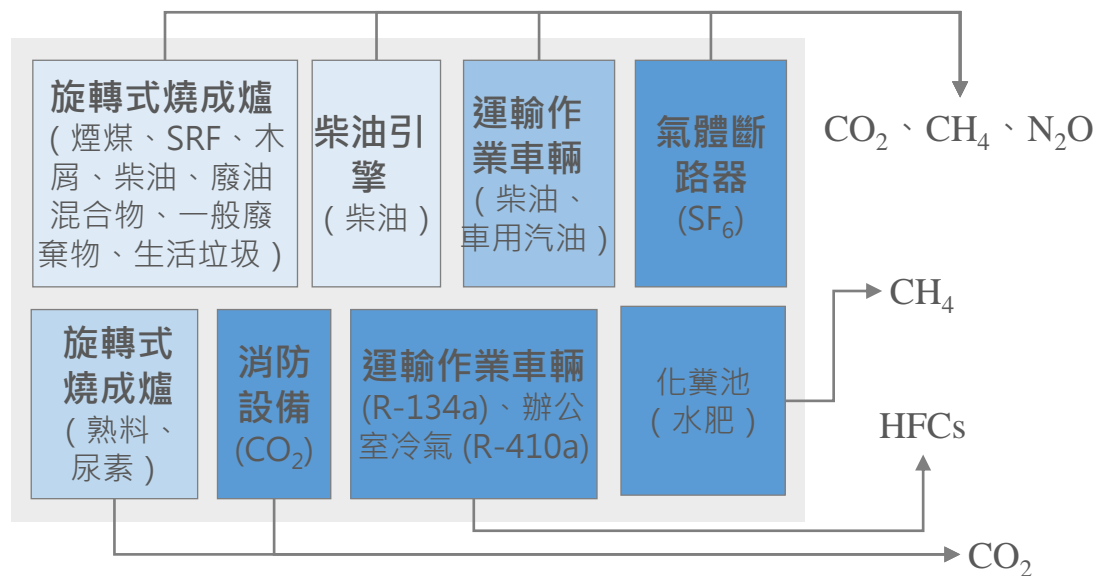 旋轉式燒成爐
（煙煤、SRF、木
屑、柴油、廢油
混合物、一般廢
棄物、生活垃圾）
柴油引
擎
（柴油）
運輸作
業車輛
（柴油、
車用汽油）
氣體斷
路器
(SF₆)
CO₂、CH₄、N₂O
CH₄
旋轉式
燒成爐
（熟料、
尿素）
消防
設備
(CO₂)
運輸作業車輛
(R-134a)、辦公
室冷氣 (R-410a)
化糞池
（水肥）
HFCs
CO₂